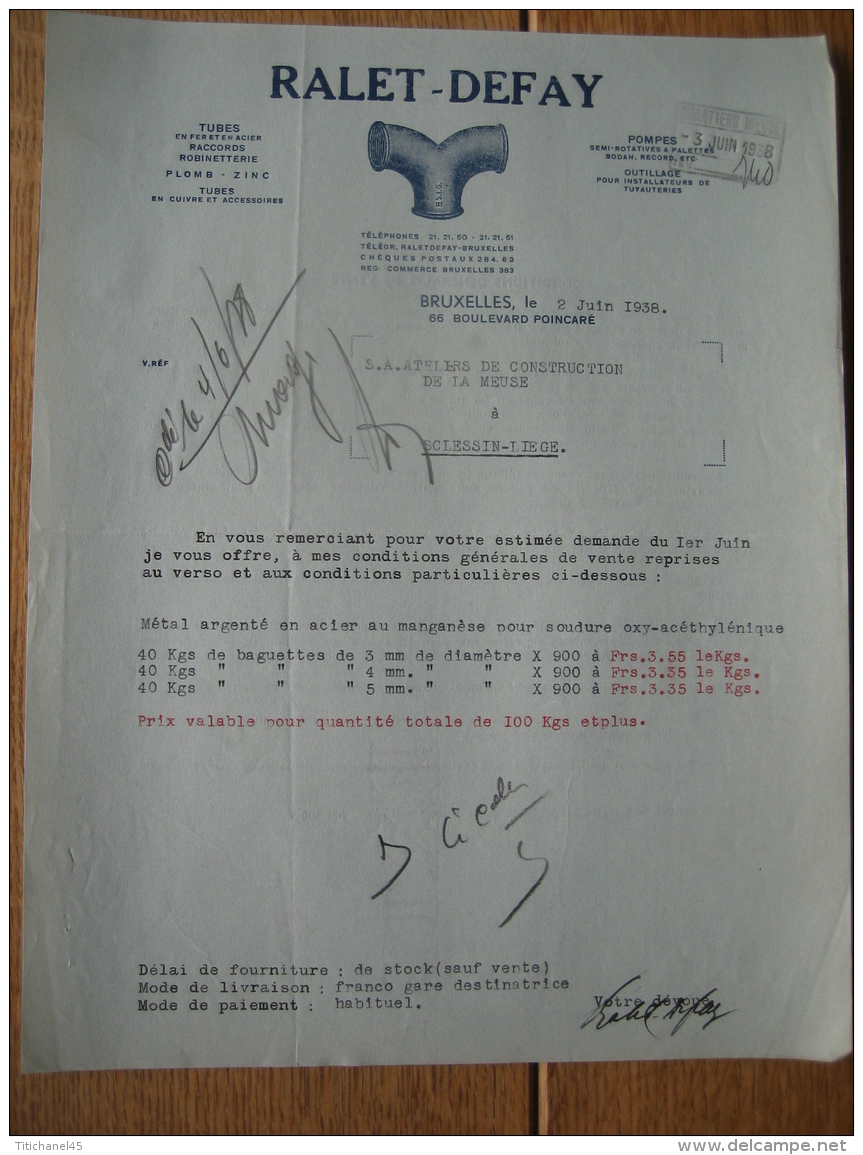 RALET-DEFAY
TUBES
EN FER ET EN ACIER
RACCORDS
ROBINETTERIE
PLOMB - ZINC
TUBES
EN CUIVRE ET ACCESSOIRES
B.S.I.G.
POMPES
SEMI-ROTATIVES A PALETTES
BODAN, RECORD, ETC.
OUTILLAGE
POUR INSTALLATEURS DE
TUYAUTERIES
- 3 JUIN 1938
TÉLÉPHONES 21.21.50 - 21.21.51
TÉLÉGR. RALETDEFAY-BRUXELLES
CHÈQUES POSTAUX 284.63
REG. COMMERCE BRUXELLES 383
BRUXELLES, le 2 Juin I938.
66 BOULEVARD POINCARÉ
V.RÉF
4/6/38
S.A.ATELIERS DE CONSTRUCTION
DE LA MEUSE
à
SCLESSIN-LIEGE.
En vous remerciant pour votre estimée demande du Ier Juin
je vous offre, à mes conditions générales de vente reprises
au verso et aux conditions particulières ci-dessous :
Métal argenté en acier au manganèse pour soudure oxy-acéthylénique
40 Kgs de baguettes de 3 mm de diamètre X 900 à Frs.3.55 leKgs.
40 Kgs " " " 4 mm. " " X 900 à Frs.3.35 le Kgs.
40 Kgs " " " 5 mm. " " X 900 à Frs.3.35 le Kgs.
Prix valable pour quantité totale de I00 Kgs etplus.
Délai de fourniture : de stock(sauf vente)
Mode de livraison : franco gare destinatrice
Mode de paiement : habituel.
Votre dévoué
Ralet-Defay
Titichanel45
www.delcampe.net